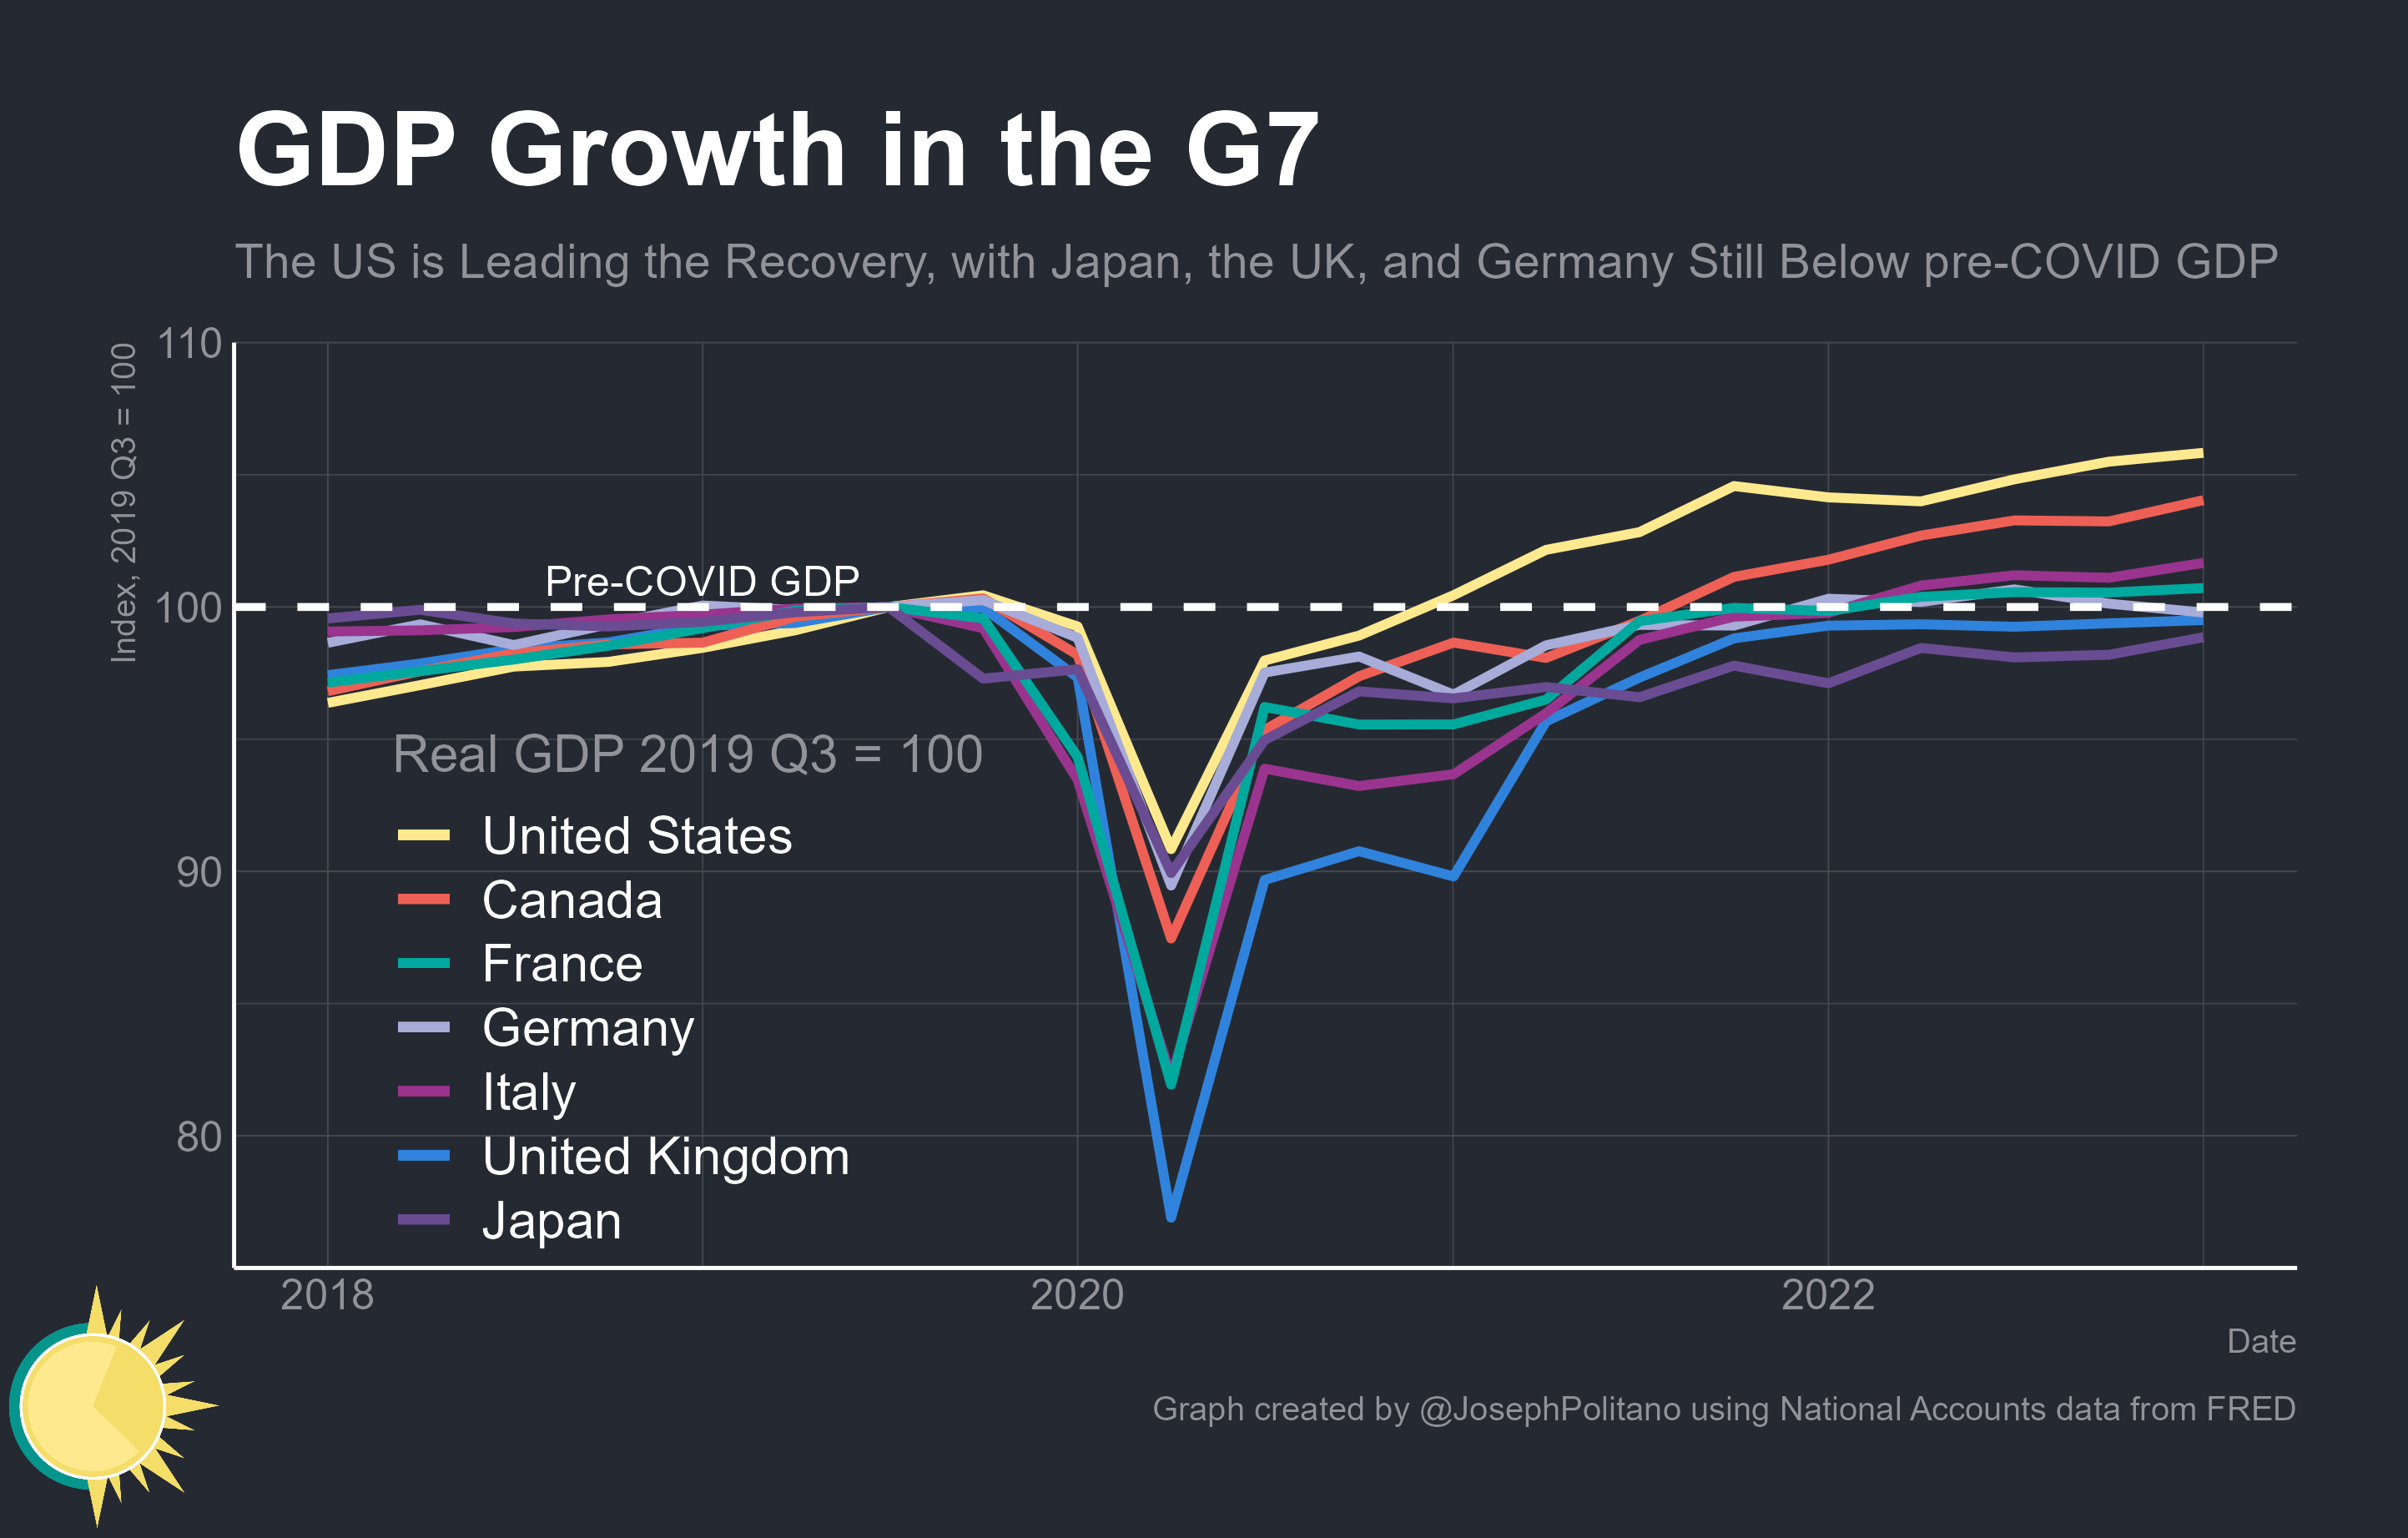 GDP Growth in the G7
The US is Leading the Recovery, with Japan, the UK, and Germany Still Below pre-COVID GDP
Index, 2019 Q3 = 100
110
100
90
80
Pre-COVID GDP
Real GDP 2019 Q3 = 100
United States
Canada
France
Germany
Italy
United Kingdom
Japan
2018
2020
2022
Date
Graph created by @JosephPolitano using National Accounts data from FRED